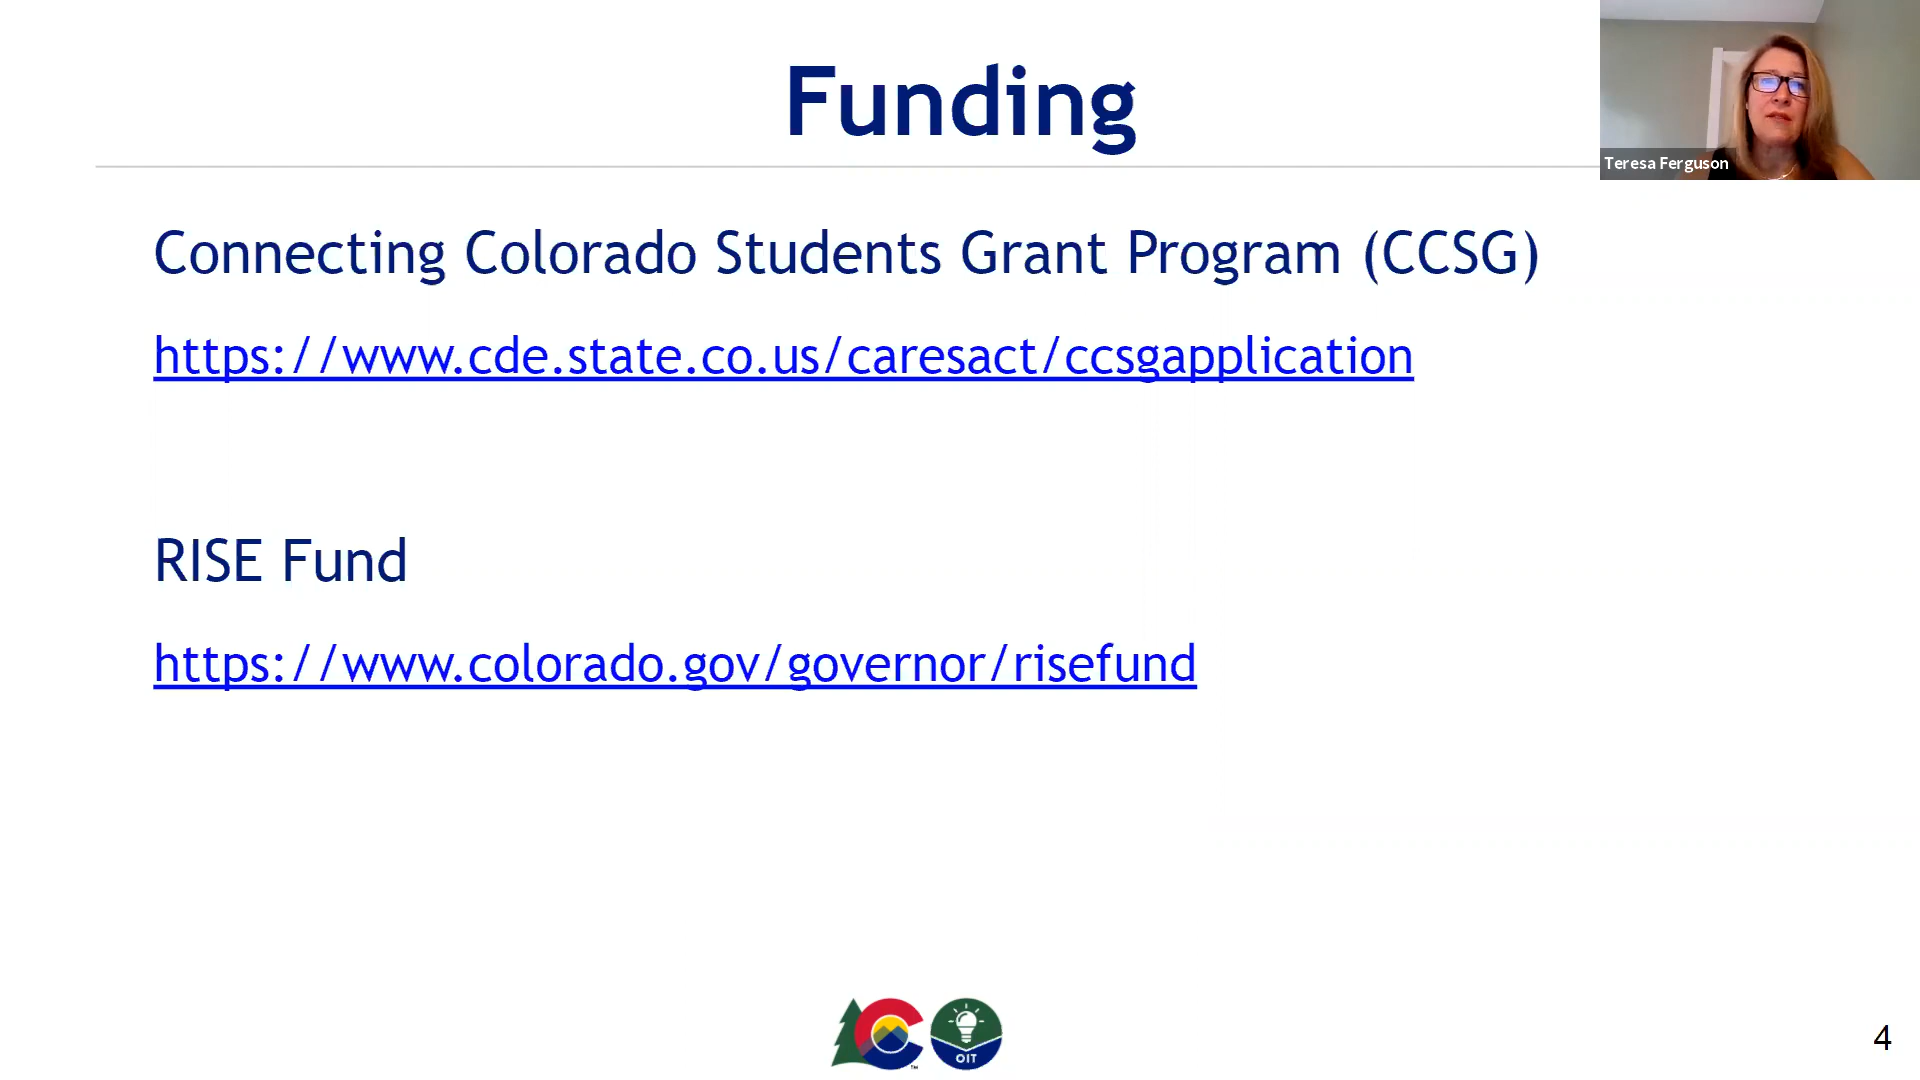 Funding
Teresa Ferguson
Connecting Colorado Students Grant Program (CCSG)
https://www.cde.state.co.us/caresact/ccsgapplication
RISE Fund
https://www.colorado.gov/governor/risefund
TM
OIT
4